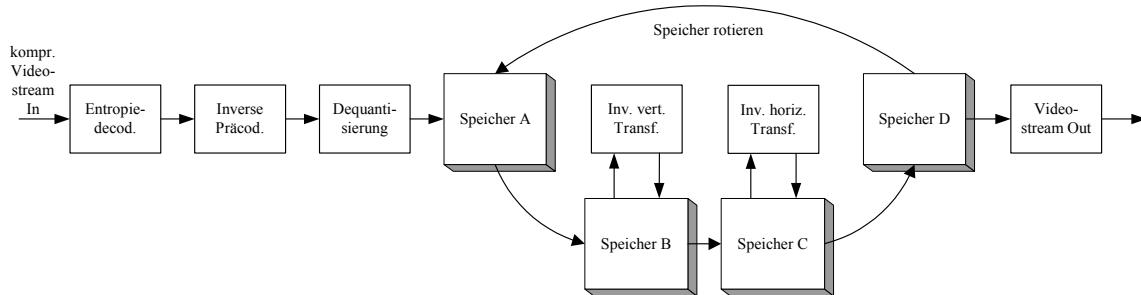 Speicher rotieren
kompr.
Video-
stream
In
Entropie-
decod.
Inverse
Präcod.
Dequanti-
sierung
Speicher A
Inv. vert.
Transf.
Inv. horiz.
Transf.
Speicher D
Video-
stream Out
Speicher B
Speicher C